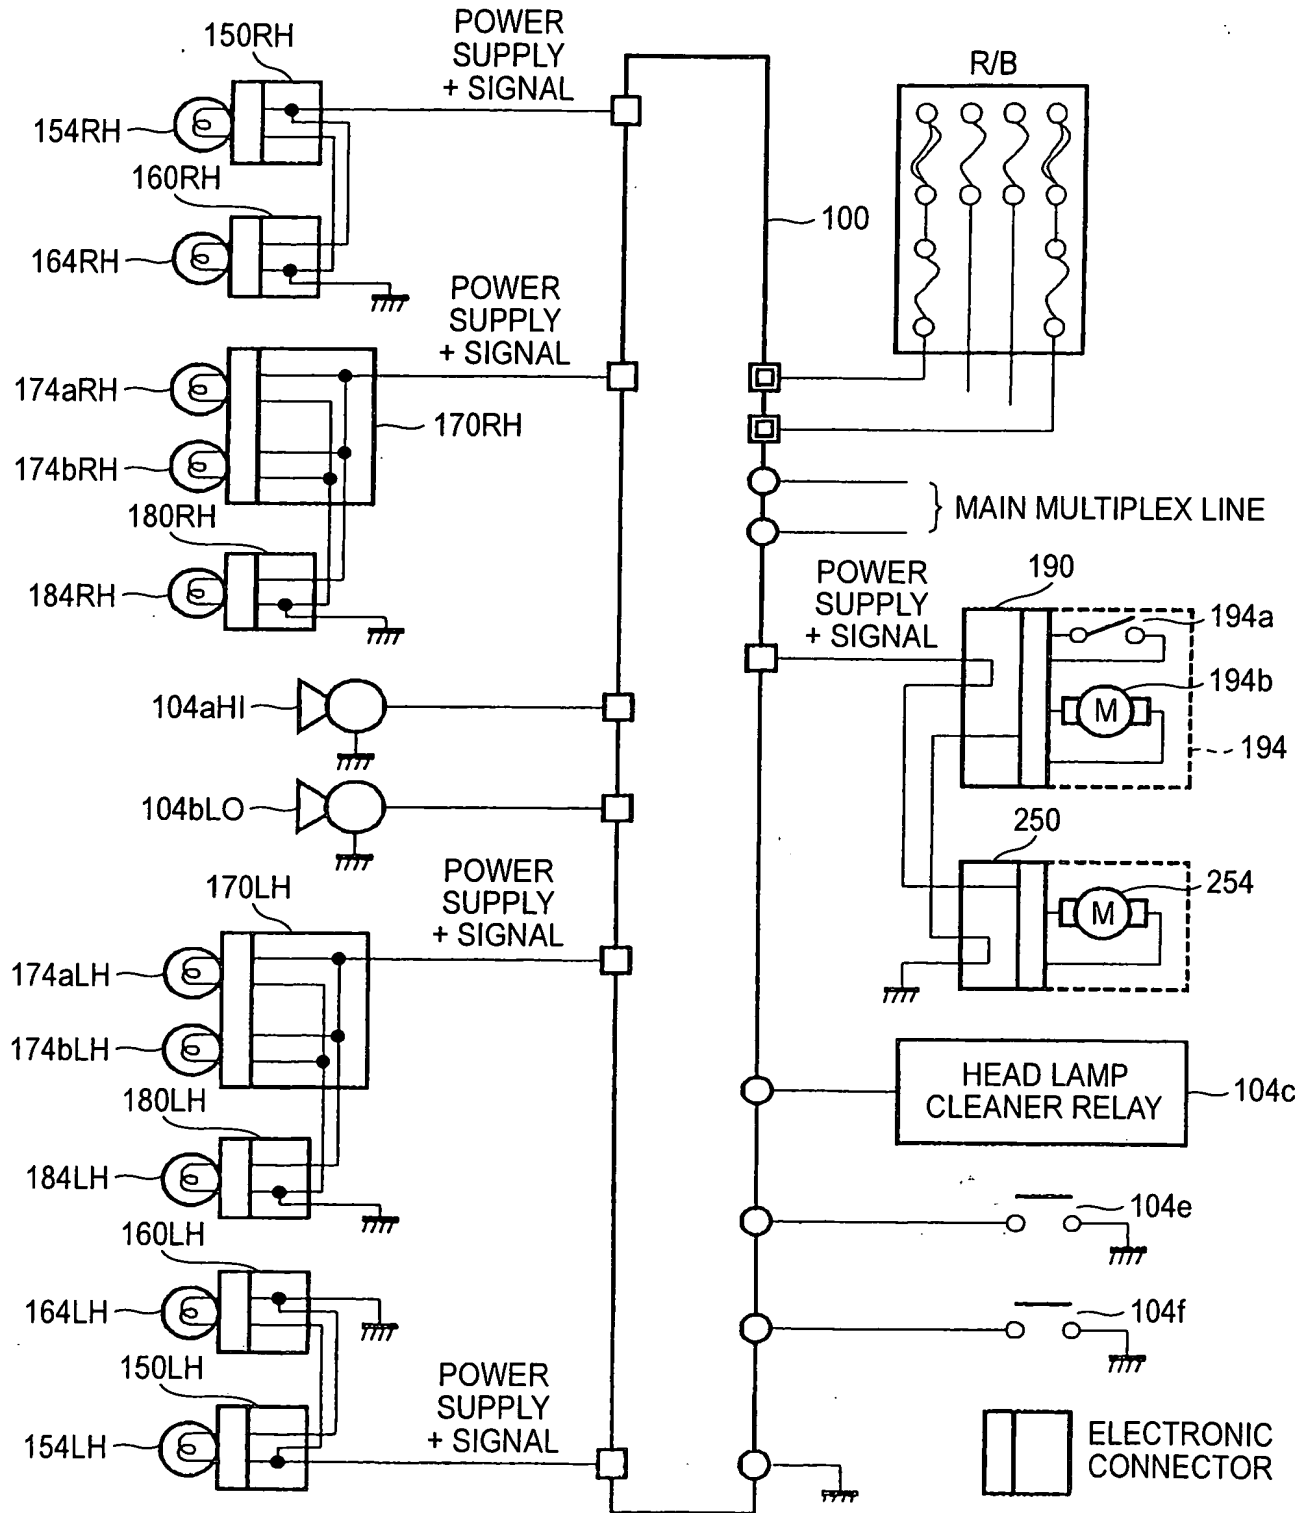 150RH
POWER
SUPPLY
+ SIGNAL
R/B
154RH
160RH
100
164RH
POWER
SUPPLY
+ SIGNAL
174aRH
170RH
174bRH
180RH
MAIN MULTIPLEX LINE
184RH
POWER
SUPPLY
+ SIGNAL
190
194a
104aHI
194b
M
194
104bLO
250
170LH
POWER
SUPPLY
+ SIGNAL
254
M
174aLH
174bLH
180LH
HEAD LAMP
CLEANER RELAY
104c
184LH
104e
160LH
164LH
104f
150LH
POWER
SUPPLY
+ SIGNAL
154LH
ELECTRONIC
CONNECTOR